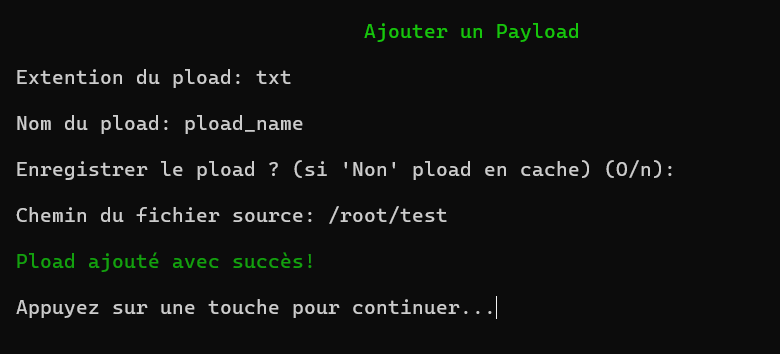 Ajouter un Payload
Extention du pload: txt
Nom du pload: pload_name
Enregistrer le pload ? (si 'Non' pload en cache) (O/n):
Chemin du fichier source: /root/test
Pload ajouté avec succès!
Appuyez sur une touche pour continuer...